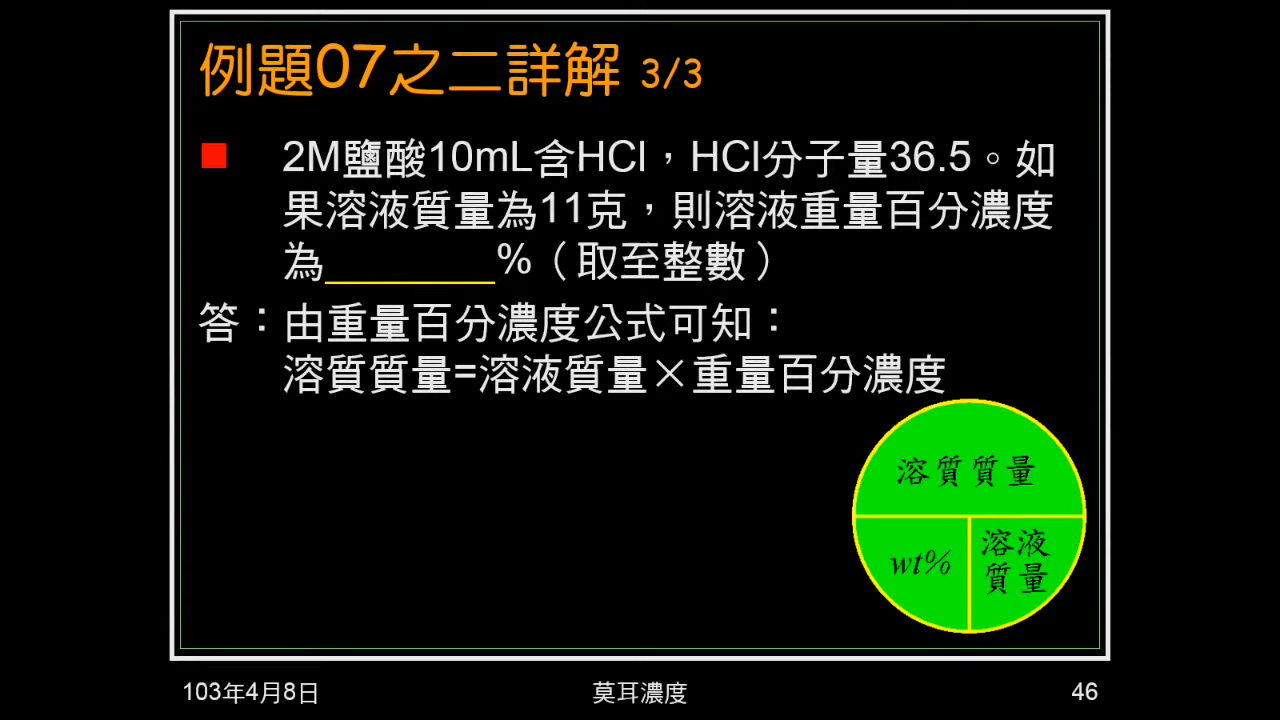 例題07之二詳解 3/3
2M鹽酸10mL含HCl，HCl分子量36.5。如
果溶液質量為11克，則溶液重量百分濃度
為________%（取至整數）
答：由重量百分濃度公式可知：
溶質質量=溶液質量×重量百分濃度
溶質質量
wt%
溶液
質量
103年4月8日
莫耳濃度
46